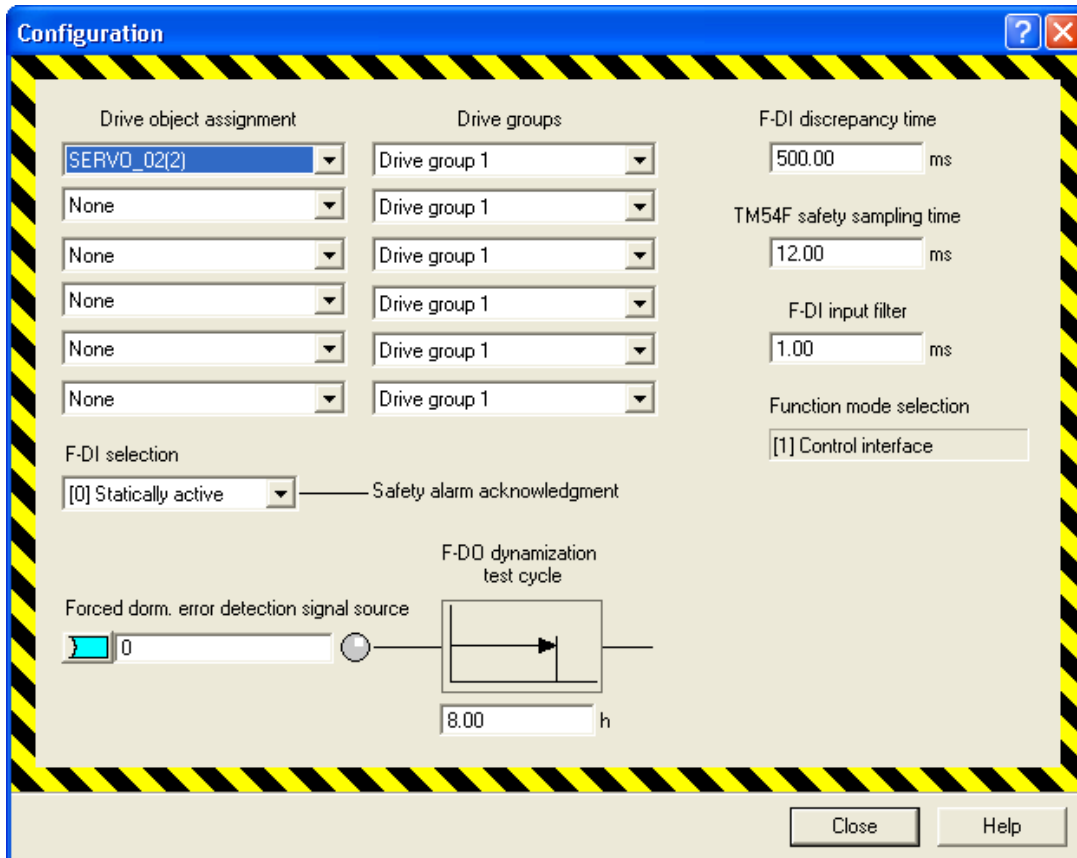 Configuration
Drive object assignment
Drive groups
F-DI discrepancy time
SERVO_02(2)
Drive group 1
500.00 ms
None
Drive group 1
TM54F safety sampling time
None
Drive group 1
12.00 ms
None
Drive group 1
F-DI input filter
None
Drive group 1
1.00 ms
None
Drive group 1
Function mode selection
[1] Control interface
F-DI selection
[0] Statically active
Safety alarm acknowledgment
F-DO dynamization
test cycle
Forced dorm. error detection signal source
0
8.00 h
Close
Help